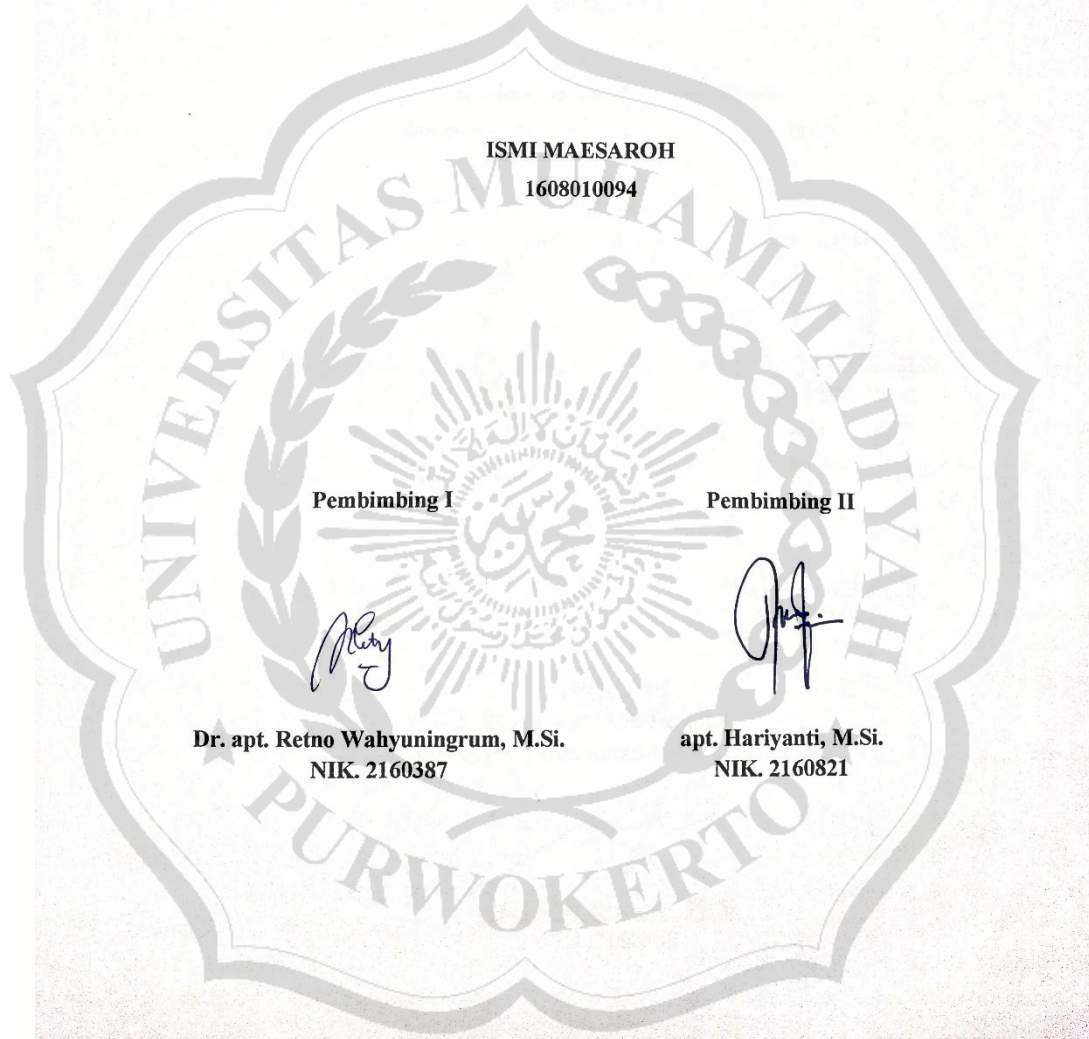 ISMI MAESAROH
1608010094
UNIVERSITAS MUHAMMADIYAH
Pembimbing I
Pembimbing II
Dr. apt. Retno Wahyuningrum, M.Si.
NIK. 2160387
apt. Hariyanti, M.Si.
NIK. 2160821
PURWOKERTO